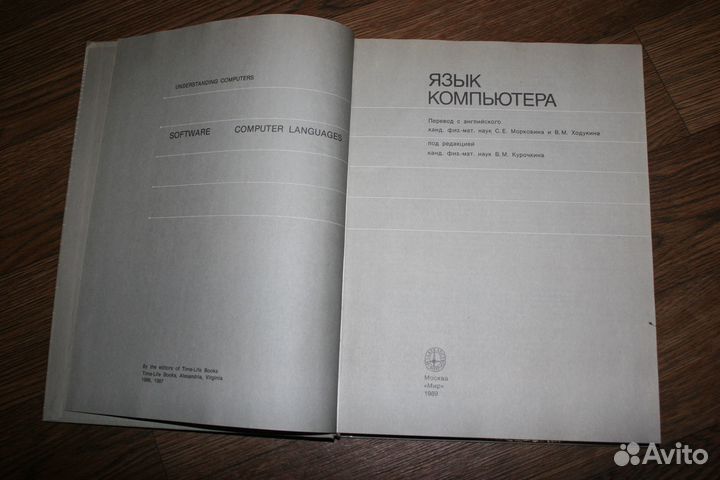 UNDERSTANDING COMPUTERS
SOFTWARE COMPUTER LANGUAGES
By the editors of Time-Life Books
Time-Life Books, Alexandria, Virginia
1986, 1987
ЯЗЫК
КОМПЬЮТЕРА
Перевод с английского
канд. физ.-мат. наук С.Е. Морковина и В.М. Ходукина
под редакцией
канд. физ.-мат. наук В.М. Курочкина
Москва
«Мир»
1989
Avito